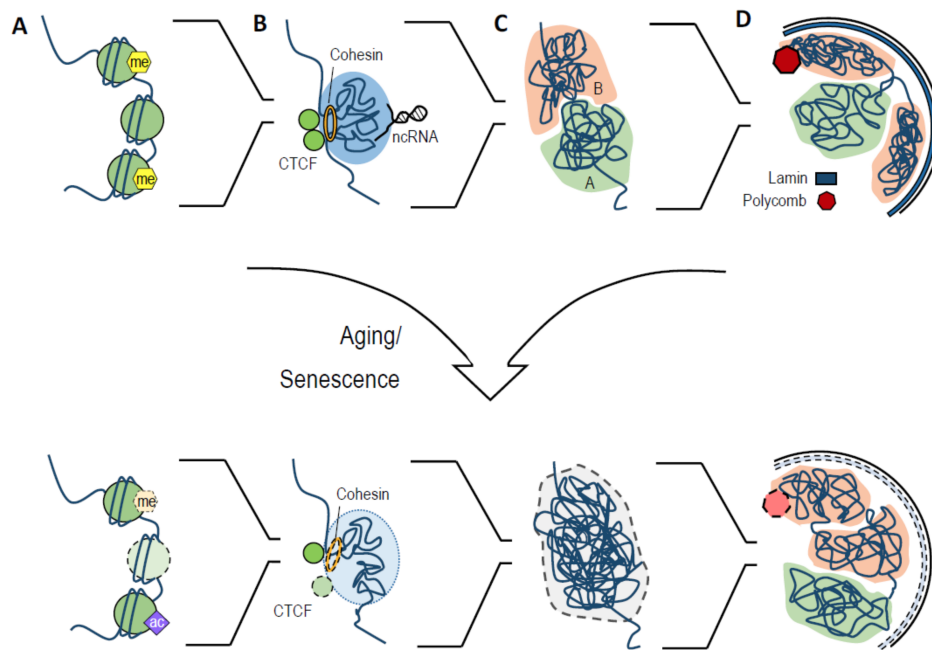 A
B
C
D
me
me
Cohesin
CTCF
ncRNA
B
A
Lamin
Polycomb
Aging/
Senescence
me
ac
Cohesin
CTCF